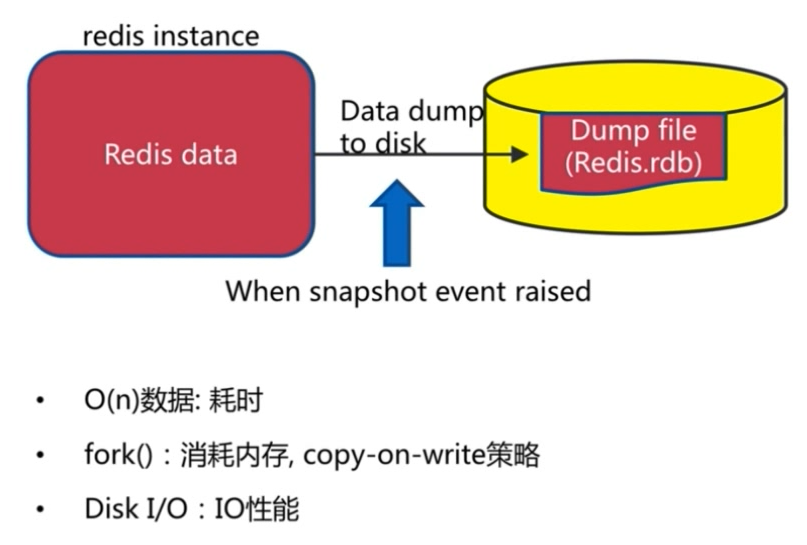 redis instance
Redis data
Data dump
to disk
Dump file
(Redis.rdb)
When snapshot event raised
• O(n)数据: 耗时
• fork()：消耗内存, copy-on-write策略
• Disk I/O：IO性能